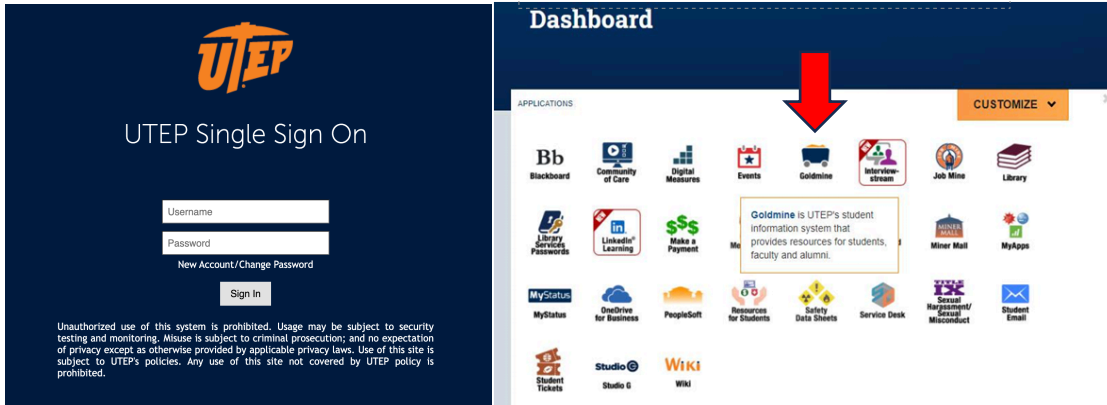 UTEP
UTEP Single Sign On
Username
Password
New Account/Change Password
Sign In
Unauthorized use of this system is prohibited. Usage may be subject to security
testing and monitoring. Misuse is subject to criminal prosecution; and no expectation
of privacy except as otherwise provided by applicable privacy laws. Use of this site is
subject to UTEP's policies. Any use of this site not covered by UTEP policy is
prohibited.
Dashboard
APPLICATIONS
CUSTOMIZE
Bb
Blackboard
Community
of Care
Digital
Measures
Events
Goldmine
Interview-
stream
Job Mine
Library
Library
Services
Passwords
in
LinkedIn®
Learning
$$$
Make a
Payment
Me
Goldmine is UTEP's student
information system that
provides resources for students,
faculty and alumni.
MINER
MALL
Miner Mall
MyApps
MyStatus
MyStatus
OneDrive
for Business
PeopleSoft
Resources
for Students
Safety
Data Sheets
Service Desk
IX
Sexual
Harassment/
Sexual
Misconduct
Student
Email
Student
Tickets
Studio G
Studio G
WIKI
Wiki